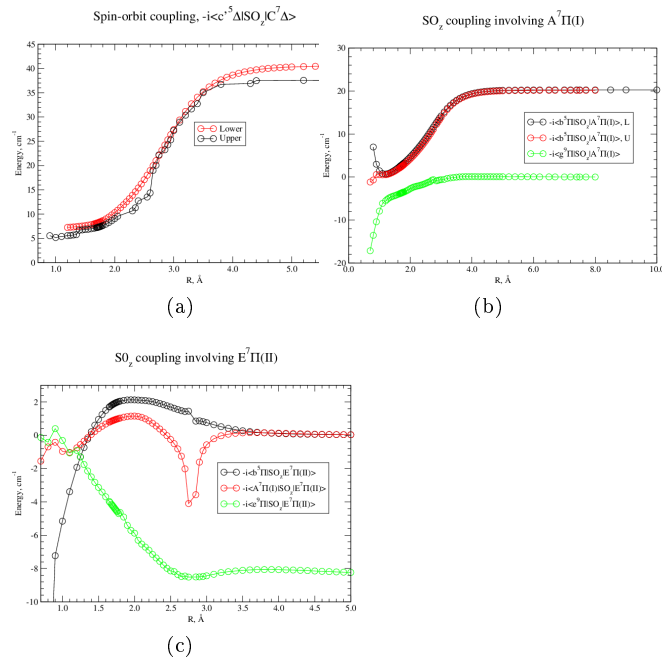 Spin-orbit coupling, -i<c'⁵Δ|SO_z|C⁷Δ>
45
40
35
30
25
20
15
10
5
1.0 2.0 3.0 4.0 5.0
Energy, cm⁻¹
R, Å
Lower
Upper
(a)
SO_z coupling involving A⁷Π(I)
30
20
10
0
-10
-20
0.0 2.0 4.0 6.0 8.0 10.0
Energy, cm⁻¹
R, Å
-i<b⁵Π|SO_z|A⁷Π(I)>, L
-i<b⁵Π|SO_z|A⁷Π(I)>, U
-i<g⁹Π|SO_z|A⁷Π(I)>
(b)
S0_z coupling involving E⁷Π(II)
2
0
-2
-4
-6
-8
-10
1.0 1.5 2.0 2.5 3.0 3.5 4.0 4.5 5.0
Energy, cm⁻¹
R, Å
-i<b⁵Π|SO_z|E⁷Π(II)>
-i<A⁷Π(I)|SO_z|E⁷Π(II)>
-i<e⁹Π|SO_z|E⁷Π(II)>
(c)